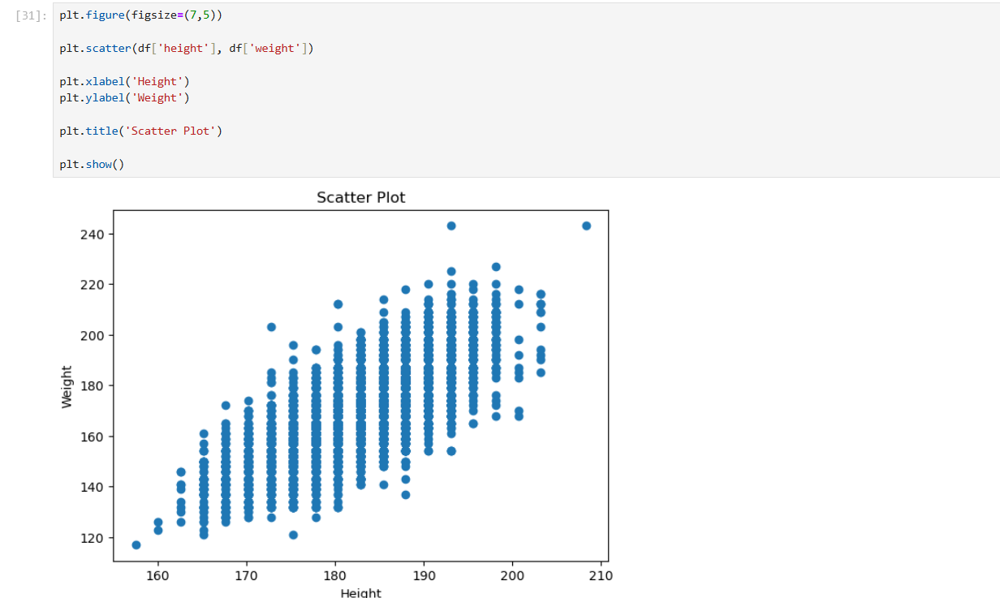 [31]: plt.figure(figsize=(7,5))
plt.scatter(df['height'], df['weight'])
plt.xlabel('Height')
plt.ylabel('Weight')
plt.title('Scatter Plot')
plt.show()
Scatter Plot
Weight
240
220
200
180
160
140
120
160 170 180 190 200 210
Height